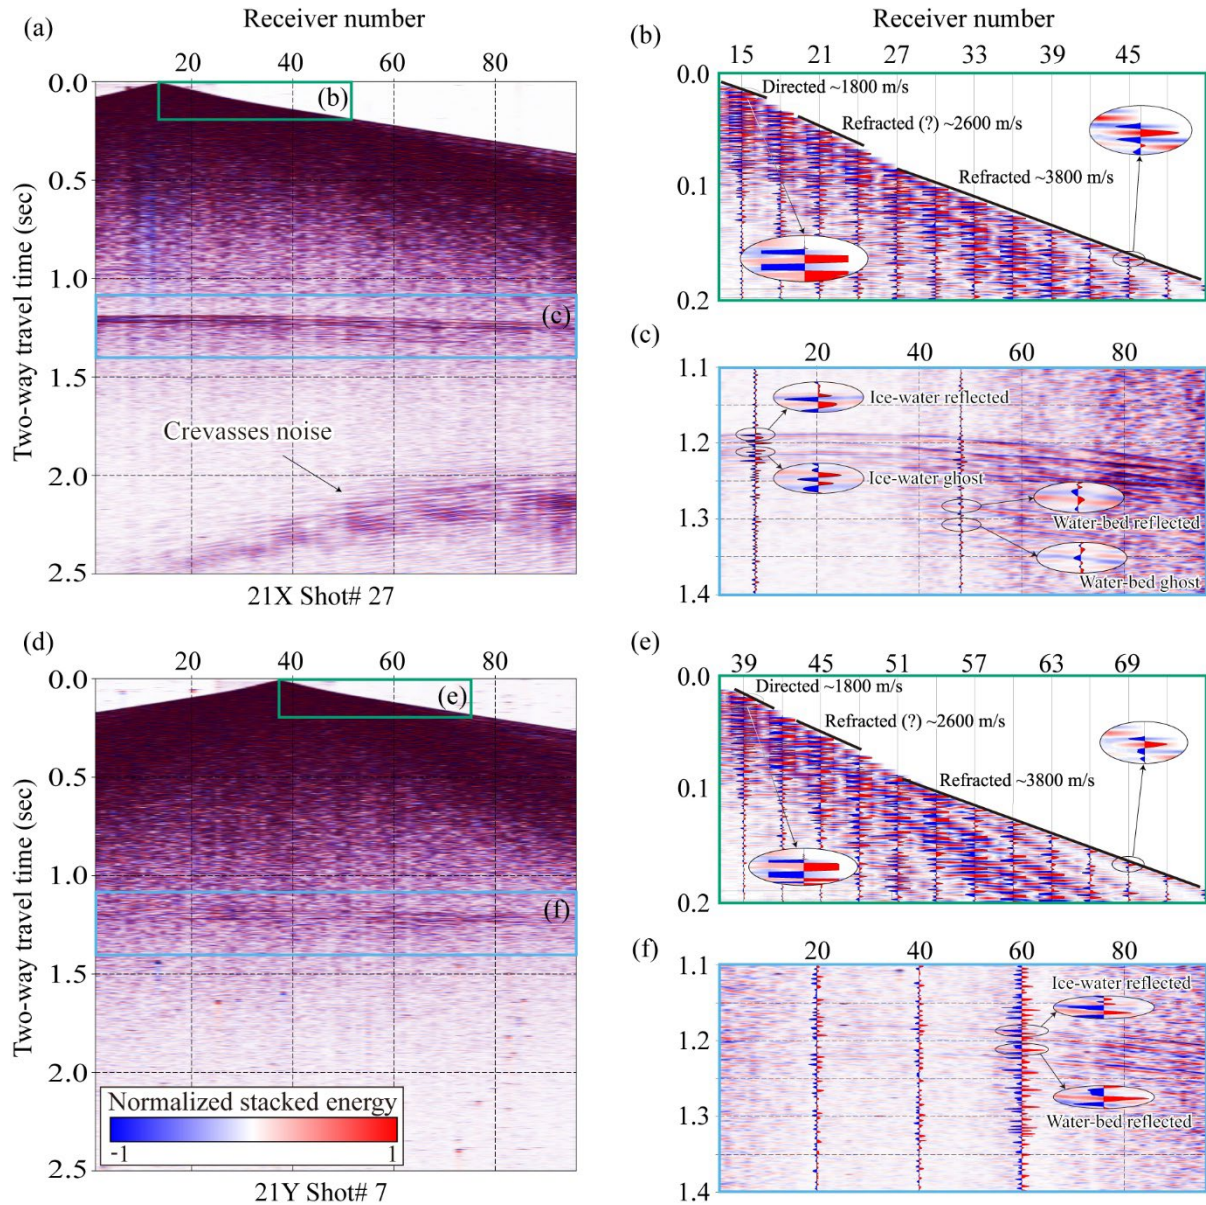 Receiver number
(a)
20 40 60 80
0.0
0.5
1.0
1.5
2.0
2.5
Two-way travel time (sec)
(b)
(c)
Crevasses noise
21X Shot# 27
Receiver number
(b)
15 21 27 33 39 45
0.0
0.1
0.2
Directed ~1800 m/s
Refracted (?) ~2600 m/s
Refracted ~3800 m/s
(c)
20 40 60 80
1.1
1.2
1.3
1.4
Ice-water reflected
Ice-water ghost
Water-bed reflected
Water-bed ghost
(d)
20 40 60 80
0.0
0.5
1.0
1.5
2.0
2.5
Two-way travel time (sec)
(e)
(f)
Normalized stacked energy
-1 1
21Y Shot# 7
(e)
39 45 51 57 63 69
0.0
0.1
0.2
Directed ~1800 m/s
Refracted (?) ~2600 m/s
Refracted ~3800 m/s
(f)
20 40 60 80
1.1
1.2
1.3
1.4
Ice-water reflected
Water-bed reflected